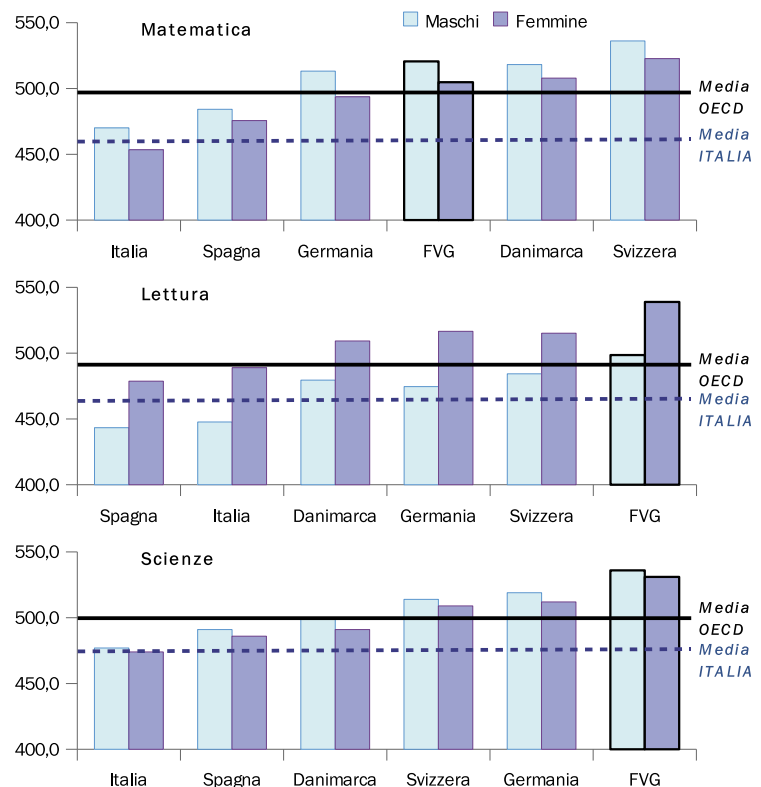 Matematica
Maschi
Femmine
550,0
500,0
450,0
400,0
Media
OECD
Media
ITALIA
Italia
Spagna
Germania
FVG
Danimarca
Svizzera
Lettura
550,0
500,0
450,0
400,0
Media
OECD
Media
ITALIA
Spagna
Italia
Danimarca
Germania
Svizzera
FVG
Scienze
550,0
500,0
450,0
400,0
Media
OECD
Media
ITALIA
Italia
Spagna
Danimarca
Svizzera
Germania
FVG